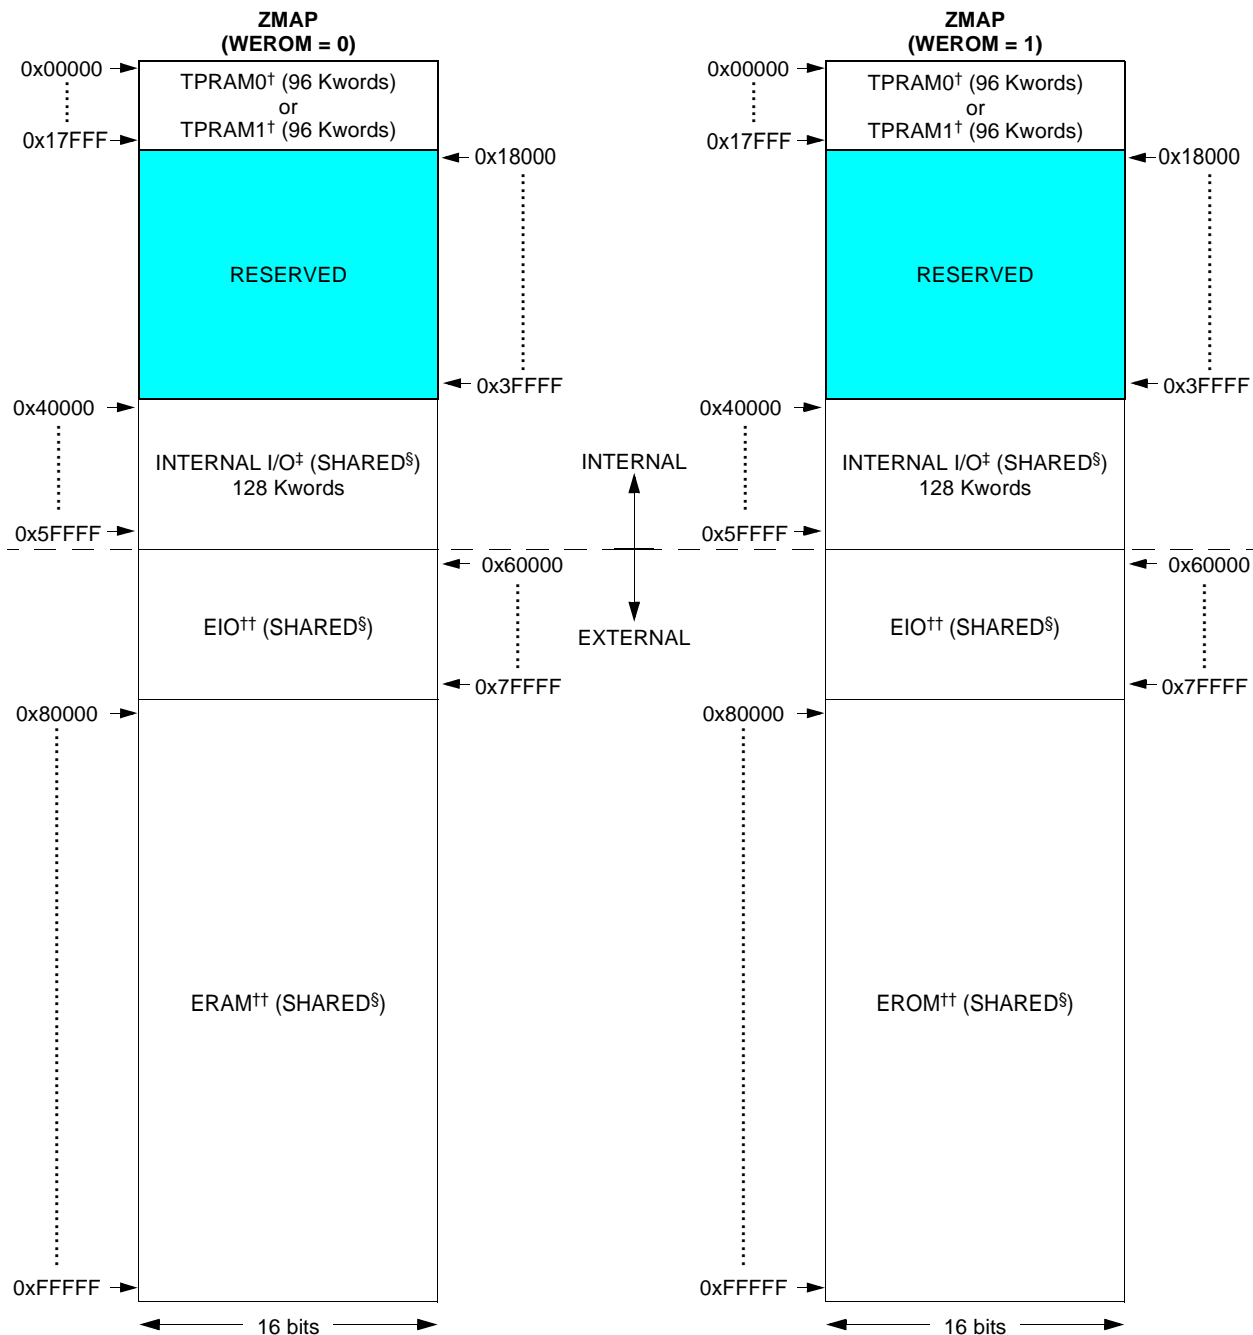 ZMAP
(WEROM = 0)
0x00000
TPRAM0† (96 Kwords)
or
TPRAM1† (96 Kwords)
0x17FFF
0x18000
RESERVED
0x3FFFF
0x40000
INTERNAL I/O‡ (SHARED§)
128 Kwords
0x5FFFF
0x60000
EIO†† (SHARED§)
0x7FFFF
0x80000
ERAM†† (SHARED§)
0xFFFFF
16 bits
INTERNAL
EXTERNAL
ZMAP
(WEROM = 1)
0x00000
TPRAM0† (96 Kwords)
or
TPRAM1† (96 Kwords)
0x17FFF
0x18000
RESERVED
0x3FFFF
0x40000
INTERNAL I/O‡ (SHARED§)
128 Kwords
0x5FFFF
0x60000
EIO†† (SHARED§)
0x7FFFF
0x80000
EROM†† (SHARED§)
0xFFFFF
16 bits